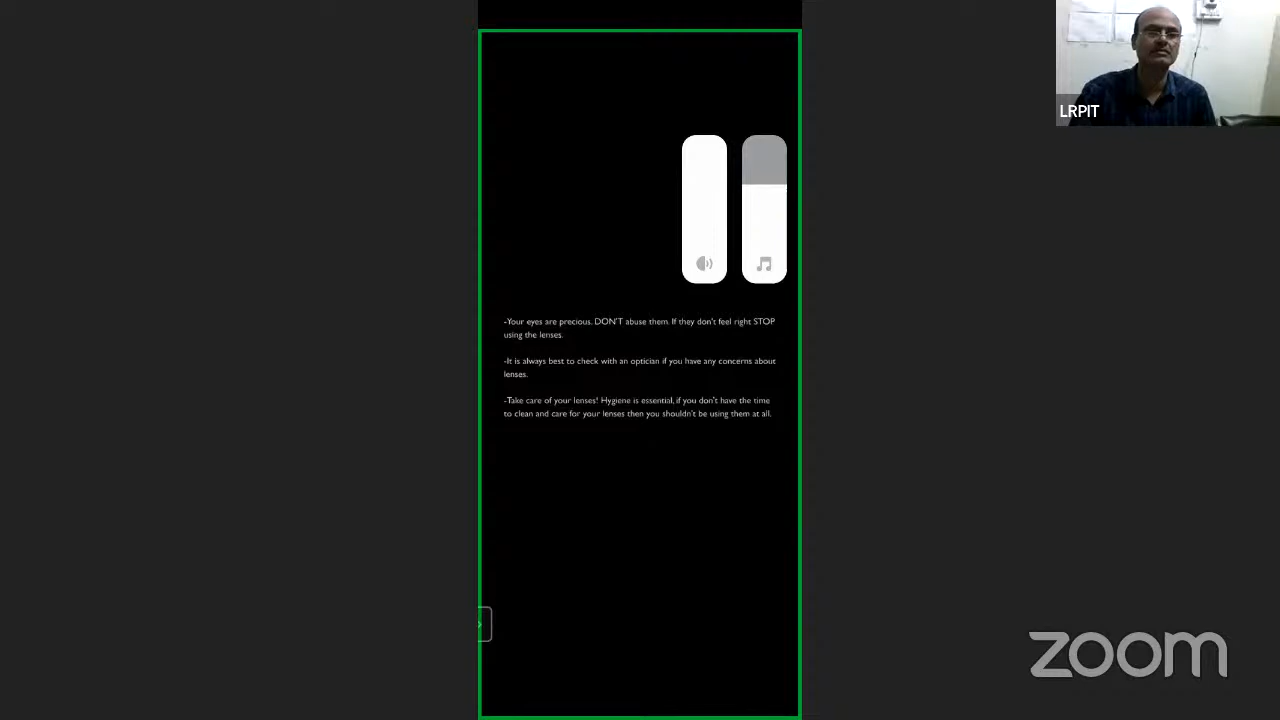 LRPIT
-Your eyes are precious. DON'T abuse them. If they don't feel right STOP
using the lenses.
-It is always best to check with an optician if you have any concerns about
lenses.
-Take care of your lenses! Hygiene is essential, if you don't have the time
to clean and care for your lenses then you shouldn't be using them at all.
zoom